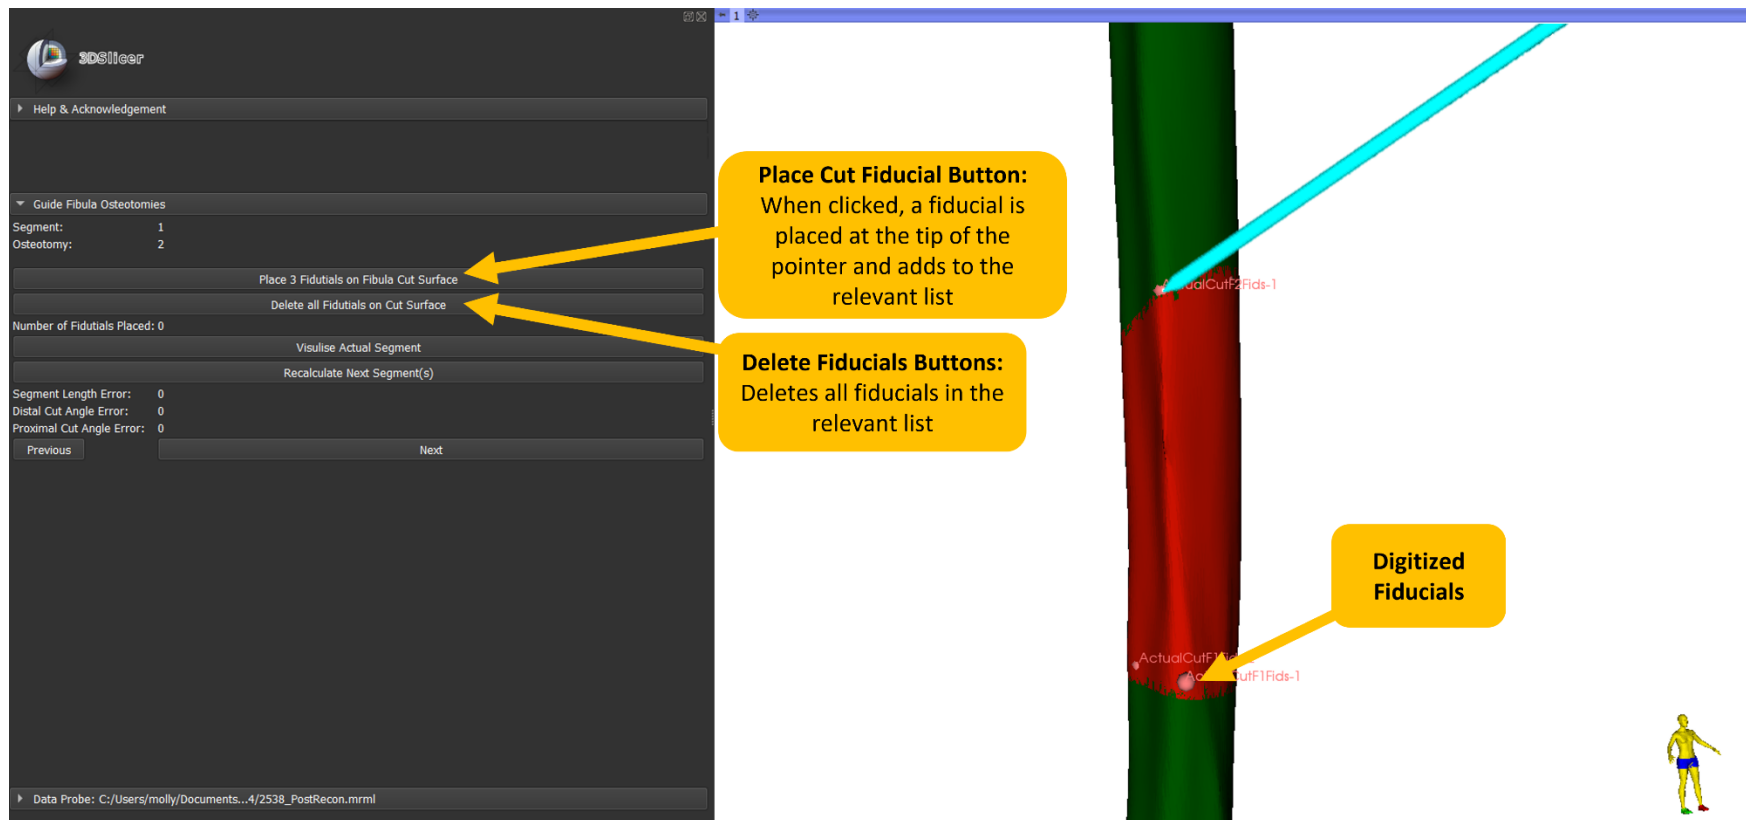 1
3DSlicer
Help & Acknowledgement
Guide Fibula Osteotomies
Segment: 1
Osteotomy: 2
Place 3 Fidutials on Fibula Cut Surface
Delete all Fidutials on Cut Surface
Number of Fidutials Placed: 0
Visulise Actual Segment
Recalculate Next Segment(s)
Segment Length Error: 0
Distal Cut Angle Error: 0
Proximal Cut Angle Error: 0
Previous
Next
Data Probe: C:/Users/molly/Documents...4/2538_PostRecon.mrml
Place Cut Fiducial Button:
When clicked, a fiducial is
placed at the tip of the
pointer and adds to the
relevant list
Delete Fiducials Buttons:
Deletes all fiducials in the
relevant list
ActualCutF2Fids-1
Digitized
Fiducials